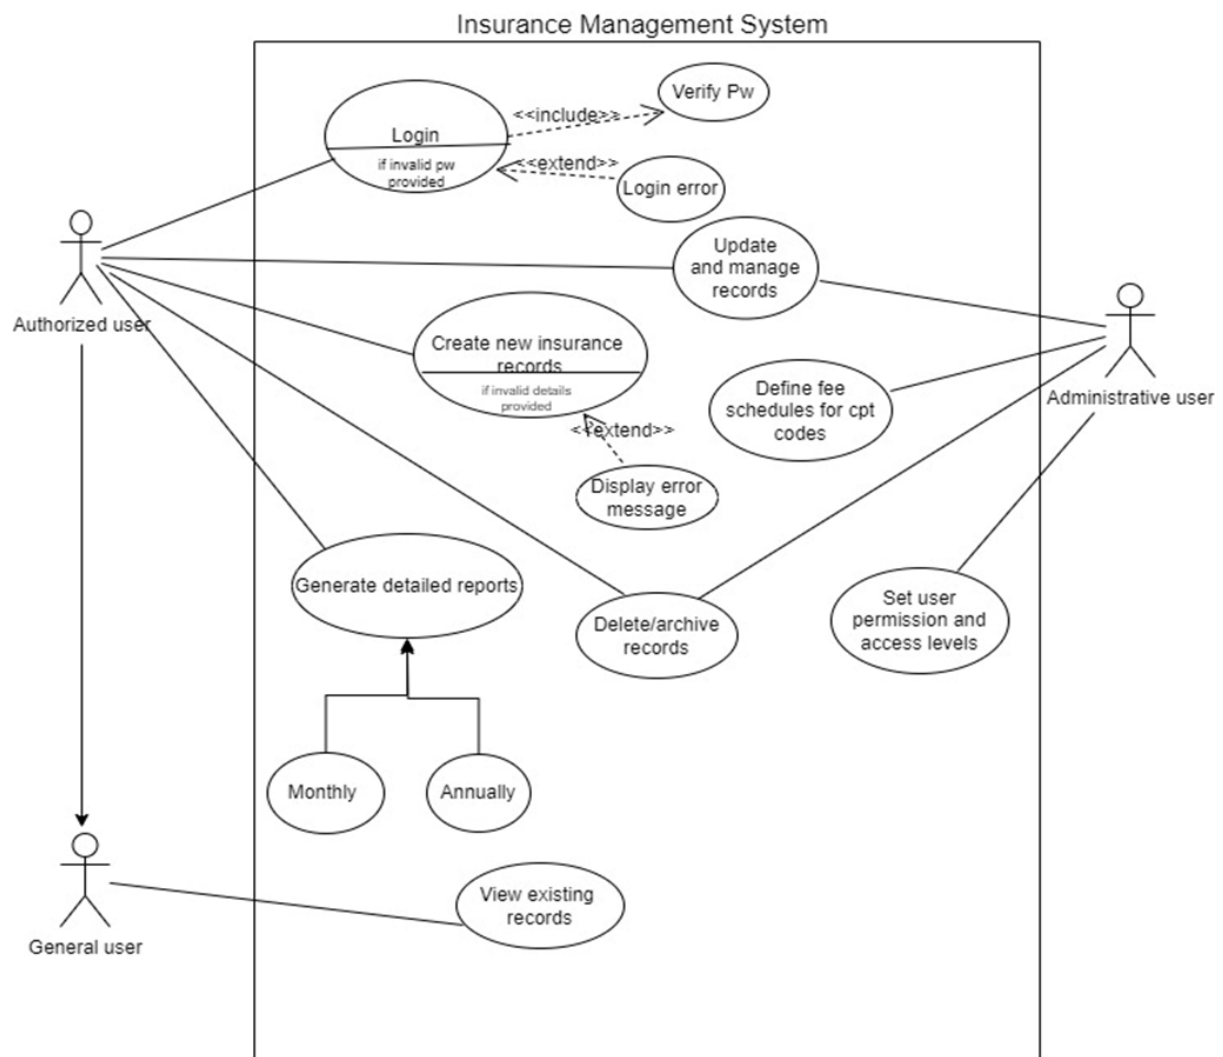 Insurance Management System
Verify Pw
<<include>>
Login
if invalid pw
provided
<<extend>>
Login error
Update
and manage
records
Authorized user
Create new insurance
records
if invalid details
provided
<<extend>>
Display error
message
Define fee
schedules for cpt
codes
Administrative user
Generate detailed reports
Delete/archive
records
Set user
permission and
access levels
Monthly
Annually
View existing
records
General user